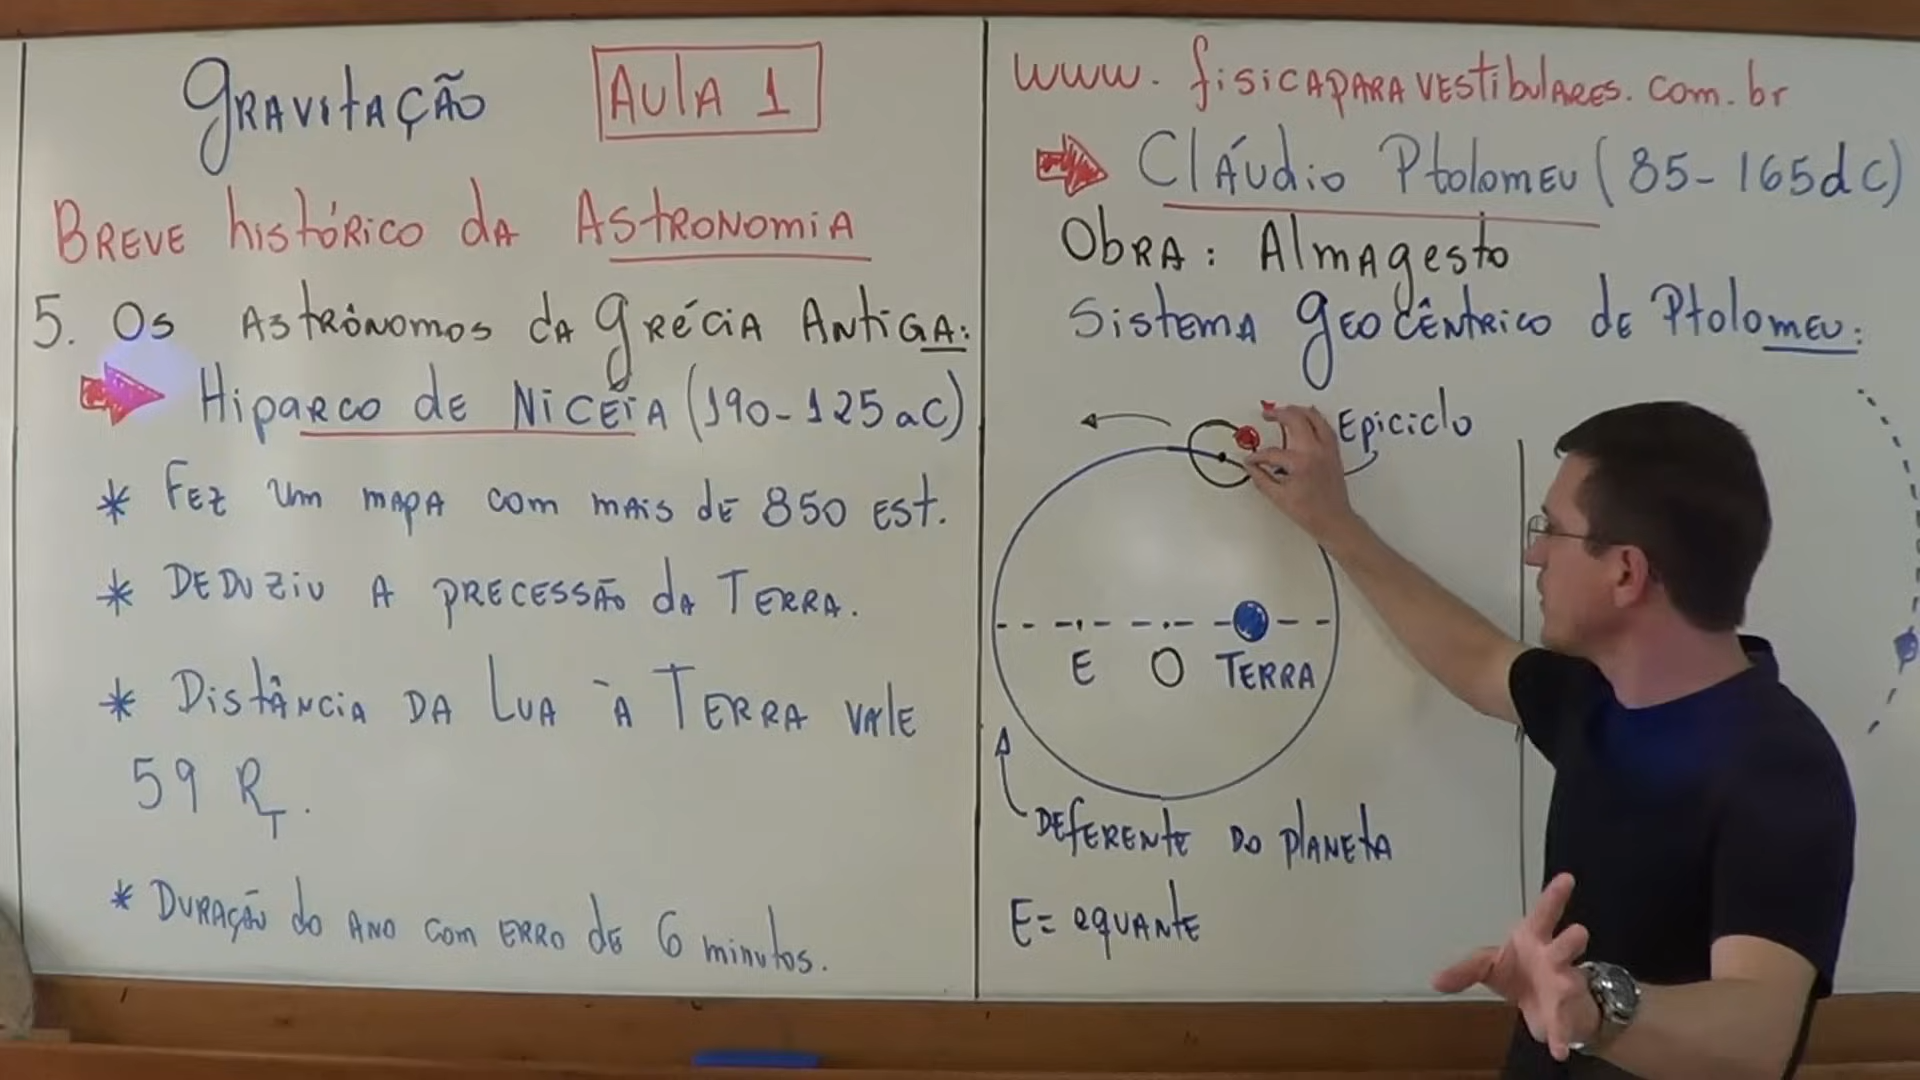 Gravitação
Aula 1
Breve histórico da Astronomia
5. Os Astrônomos da Grécia Antiga:
Hiparco de Nicéia (190-125 aC)
* Fez um mapa com mais de 850 est.
* Deduziu a precessão da Terra.
* Distância da Lua à Terra vale
59 R_T.
* Duração do ano com erro de 6 minutos.
www.fisicaparavestibulares.com.br
Cláudio Ptolomeu (85-165dC)
Obra: Almagesto
Sistema geocêntrico de Ptolomeu:
Epiciclo
E O Terra
Deferente do planeta
E = equante